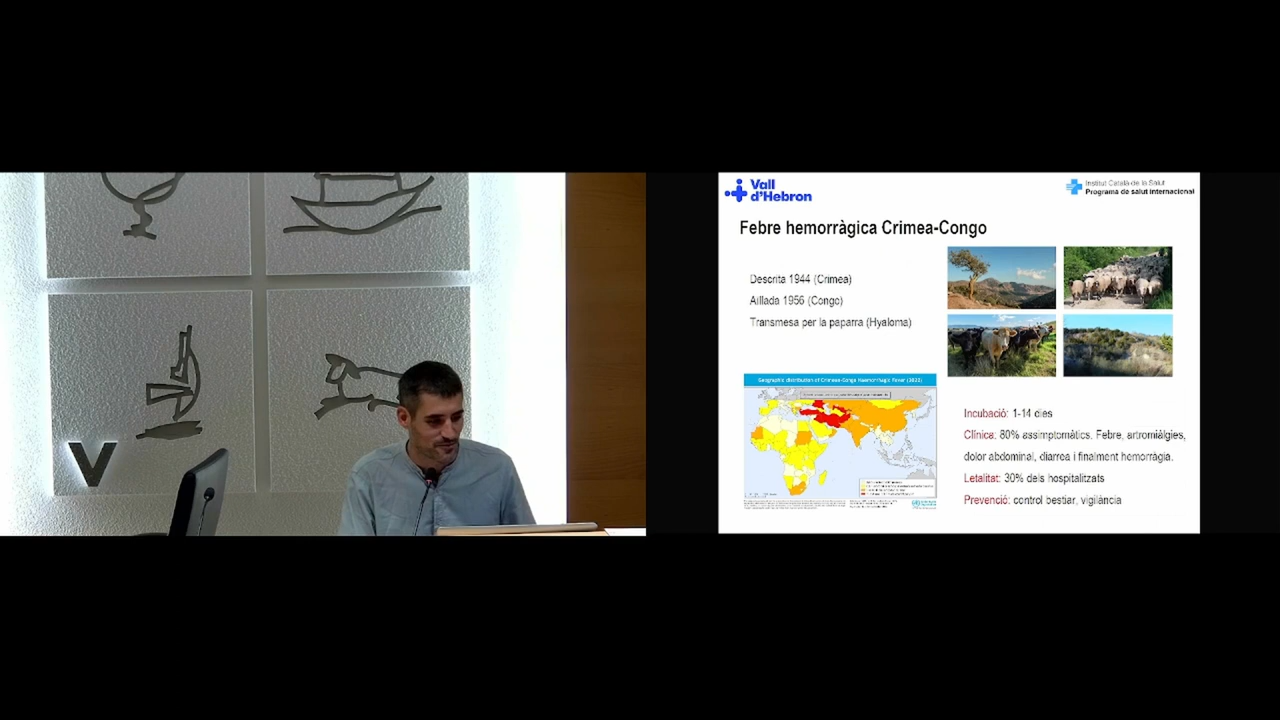 V
Vall
d'Hebron
Institut Català de la Salut
Programa de salut internacional
Febre hemorràgica Crimea-Congo
Descrita 1944 (Crimea)
Aïllada 1956 (Congo)
Transmesa per la paparra (Hyaloma)
Geographic distribution of Crimean-Congo Haemorrhagic Fever (2022)
Incubació: 1-14 dies
Clínica: 80% assimptomàtics. Febre, artromiàlgies,
dolor abdominal, diarrea i finalment hemorràgia.
Letalitat: 30% dels hospitalitzats
Prevenció: control bestiar, vigilància